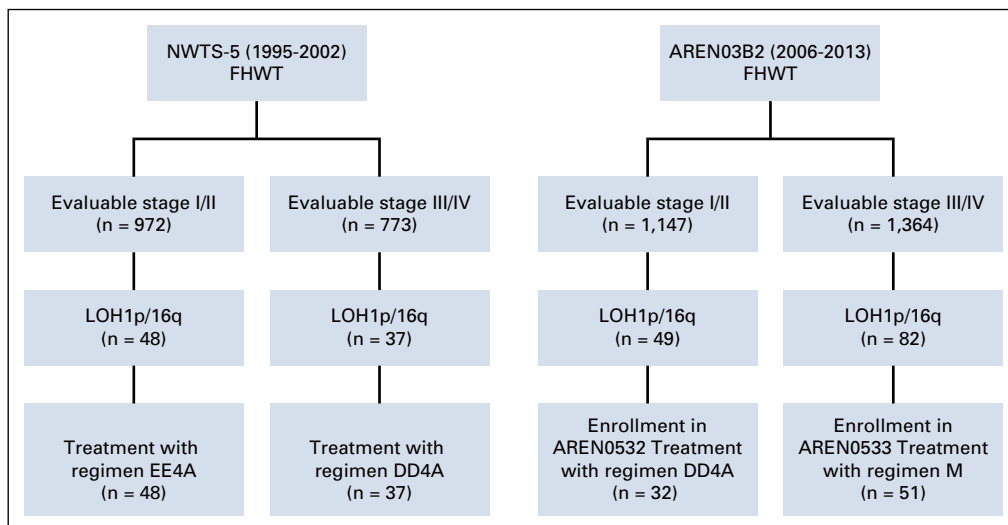 NWTS-5 (1995-2002)
FHWT
Evaluable stage I/II
(n = 972)
LOH1p/16q
(n = 48)
Treatment with
regimen EE4A
(n = 48)
Evaluable stage III/IV
(n = 773)
LOH1p/16q
(n = 37)
Treatment with
regimen DD4A
(n = 37)
AREN03B2 (2006-2013)
FHWT
Evaluable stage I/II
(n = 1,147)
LOH1p/16q
(n = 49)
Enrollment in
AREN0532 Treatment
with regimen DD4A
(n = 32)
Evaluable stage III/IV
(n = 1,364)
LOH1p/16q
(n = 82)
Enrollment in
AREN0533 Treatment
with regimen M
(n = 51)